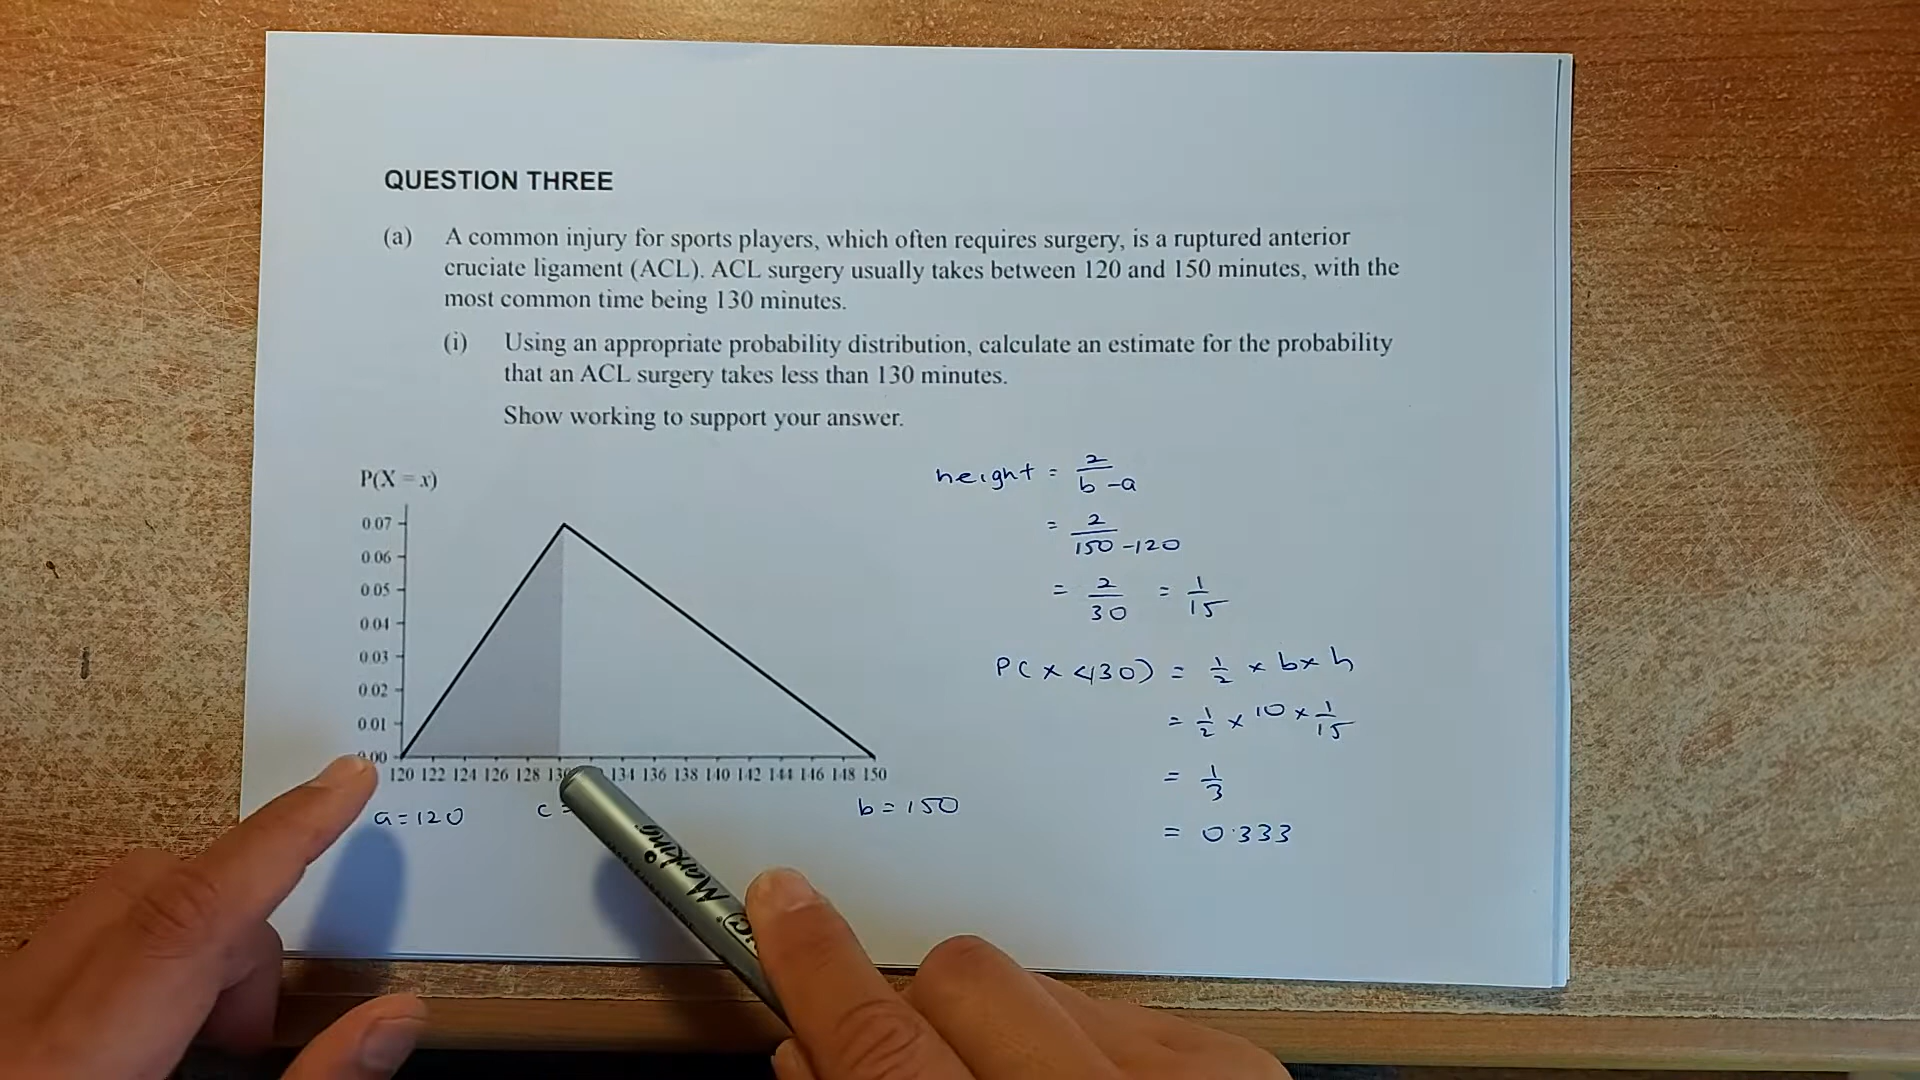 QUESTION THREE
(a) A common injury for sports players, which often requires surgery, is a ruptured anterior
cruciate ligament (ACL). ACL surgery usually takes between 120 and 150 minutes, with the
most common time being 130 minutes.
(i) Using an appropriate probability distribution, calculate an estimate for the probability
that an ACL surgery takes less than 130 minutes.
Show working to support your answer.
P(X = x)
0.07
0.06
0.05
0.04
0.03
0.02
0.01
0.00
120 122 124 126 128 130 134 136 138 140 142 144 146 148 150
a = 120 c = b = 150
height = 2/(b - a)
= 2/(150 - 120)
= 2/30 = 1/15
P(X < 130) = 1/2 × b × h
= 1/2 × 10 × 1/15
= 1/3
= 0.333
Marking